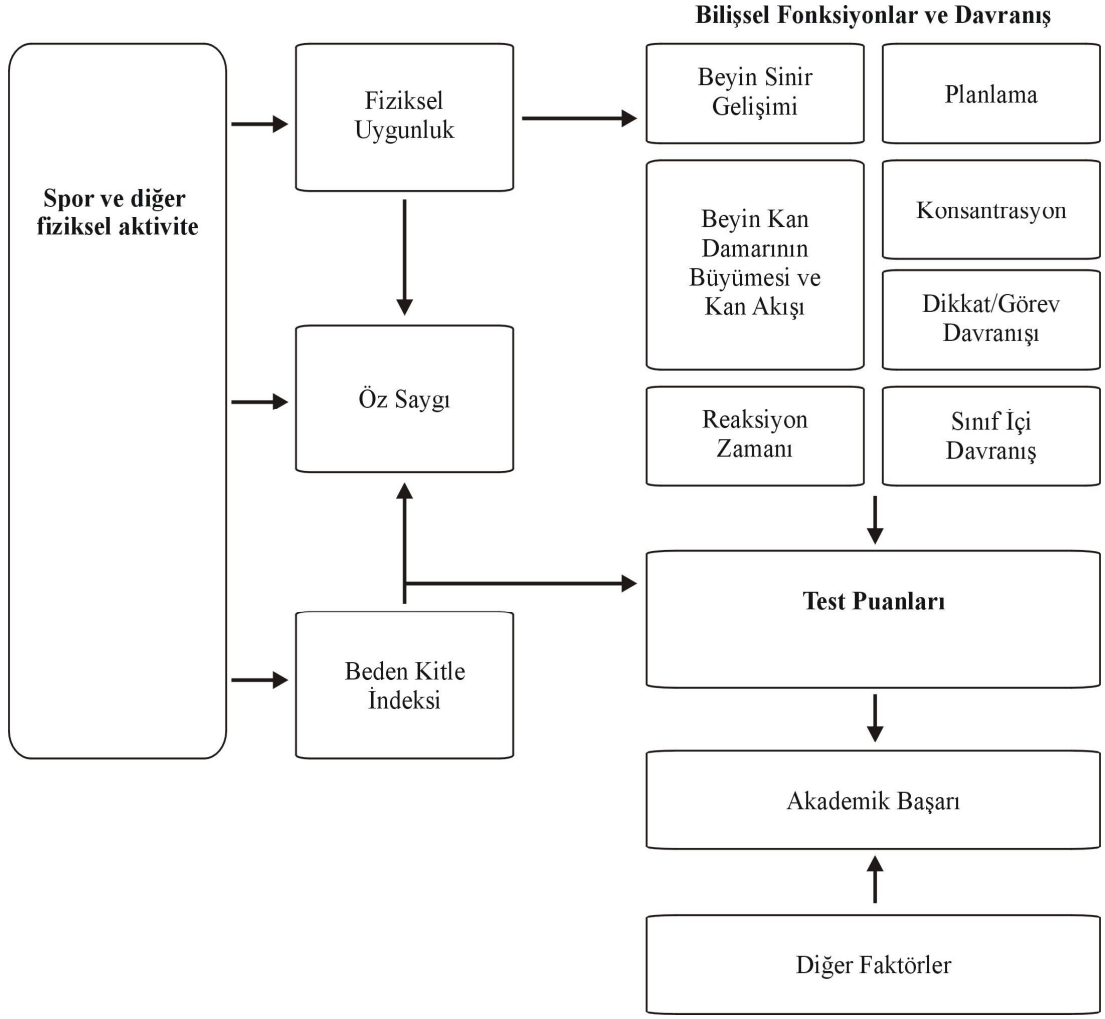 Bilişsel Fonksiyonlar ve Davranış
Spor ve diğer
fiziksel aktivite
Fiziksel
Uygunluk
Öz Saygı
Beden Kitle
İndeksi
Beyin Sinir
Gelişimi
Planlama
Beyin Kan
Damarının
Büyümesi ve
Kan Akışı
Konsantrasyon
Dikkat/Görev
Davranışı
Reaksiyon
Zamanı
Sınıf İçi
Davranış
Test Puanları
Akademik Başarı
Diğer Faktörler